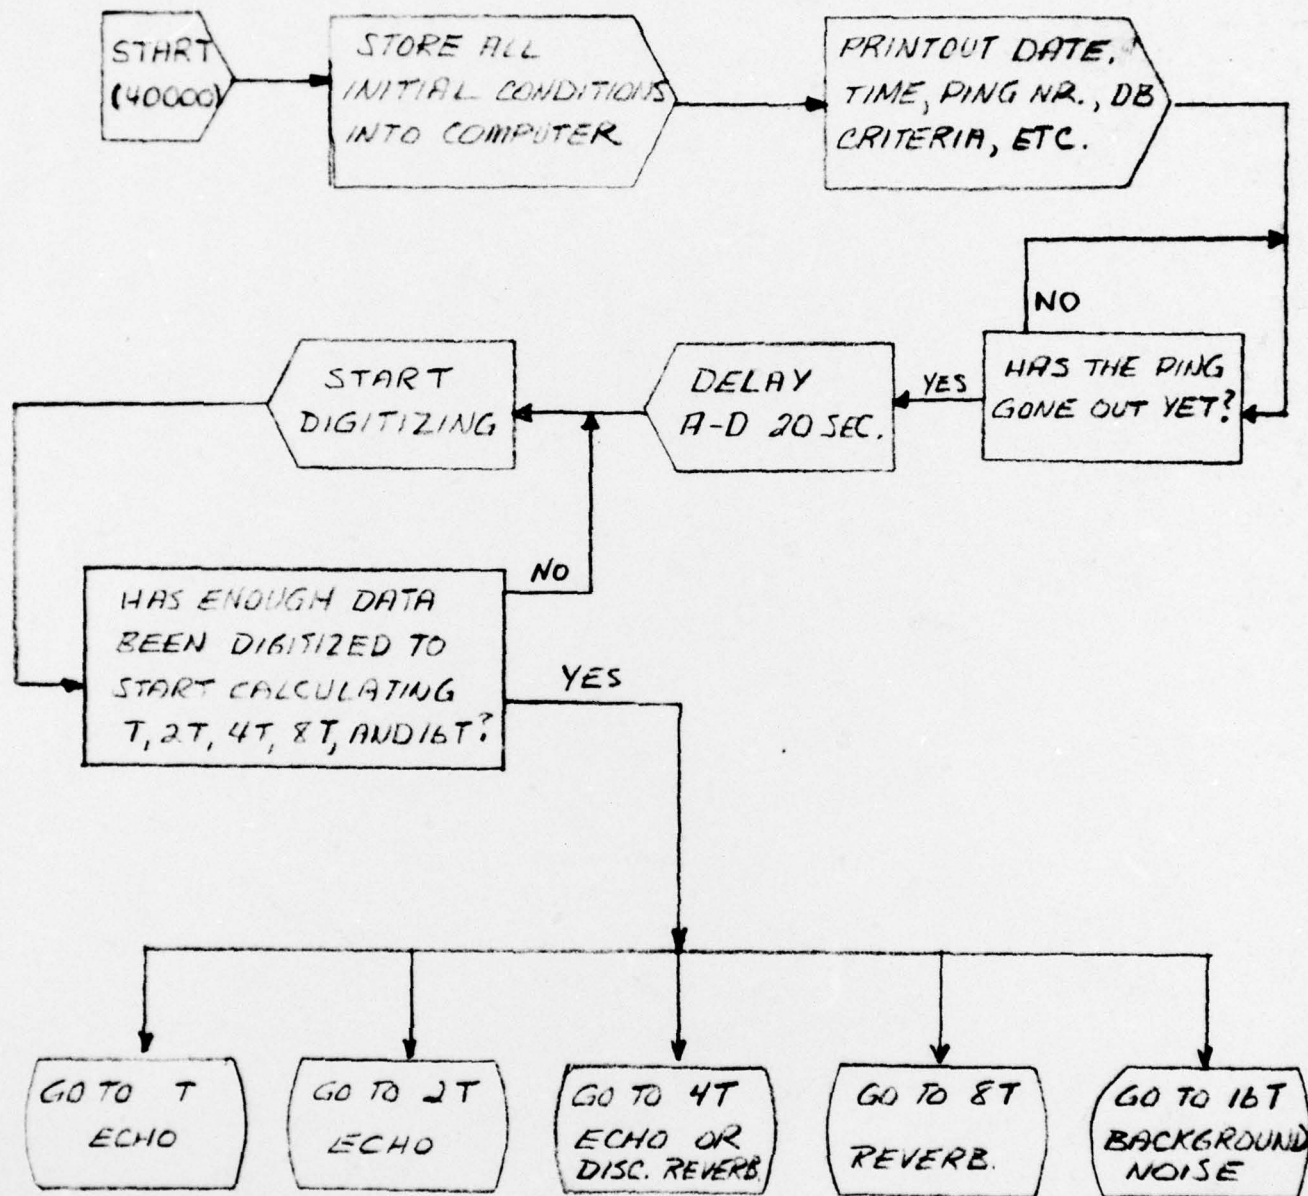 START
(40000)
STORE ALL
INITIAL CONDITIONS
INTO COMPUTER
PRINTOUT DATE,
TIME, PING NR., DB
CRITERIA, ETC.
NO
HAS THE PING
GONE OUT YET?
YES
DELAY
A-D 20 SEC.
START
DIGITIZING
HAS ENOUGH DATA
BEEN DIGITIZED TO
START CALCULATING
T, 2T, 4T, 8T, AND 16T?
NO
YES
GO TO T
ECHO
GO TO 2T
ECHO
GO TO 4T
ECHO OR
DISC. REVERB.
GO TO 8T
REVERB.
GO TO 16T
BACKGROUND
NOISE